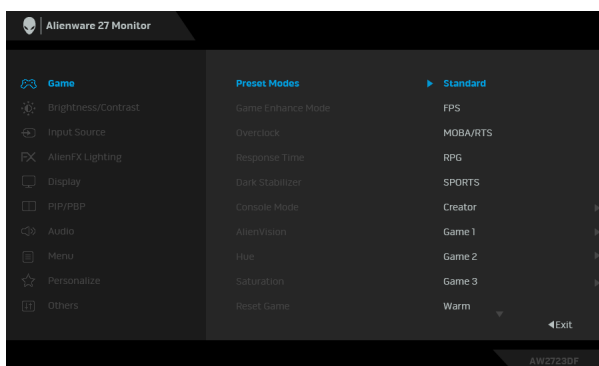 Alienware 27 Monitor
Game Preset Modes Standard
Brightness/Contrast Game Enhance Mode FPS
Input Source Overclock MOBA/RTS
FX AlienFX Lighting Response Time RPG
Display Dark Stabilizer SPORTS
PIP/PBP Console Mode Creator
Audio AlienVision Game 1
Menu Hue Game 2
Personalize Saturation Game 3
Others Reset Game Warm
Exit
AW2723DF